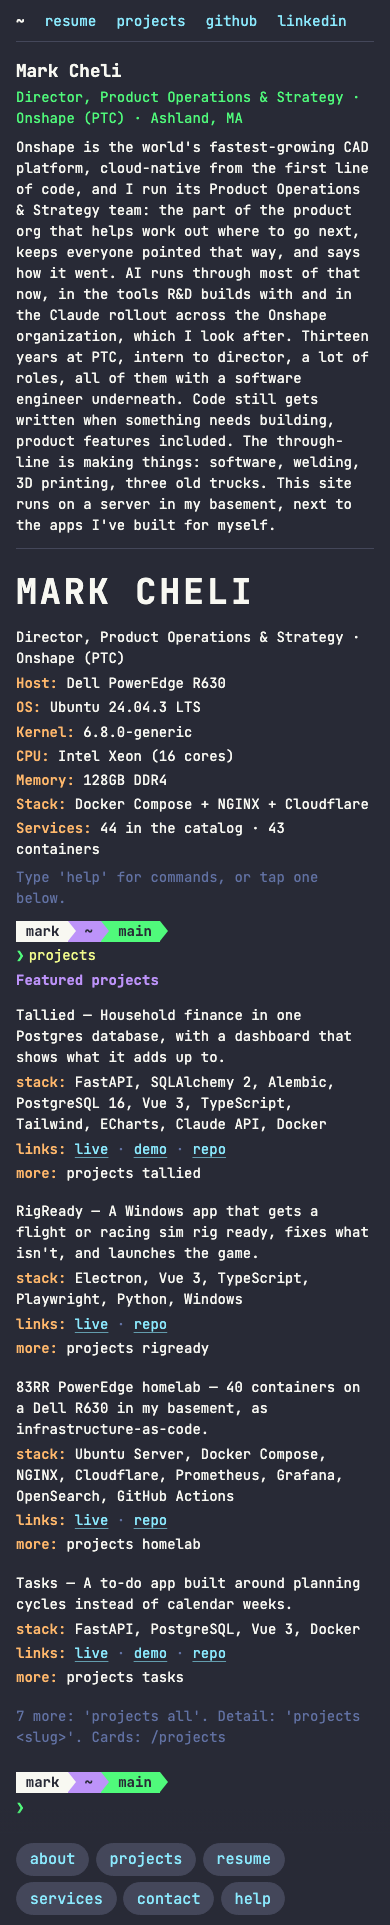 ~ resume projects github linkedin
Mark Cheli
Director, Product Operations & Strategy ·
Onshape (PTC) · Ashland, MA
Onshape is the world's fastest-growing CAD
platform, cloud-native from the first line
of code, and I run its Product Operations
& Strategy team: the part of the product
org that helps work out where to go next,
keeps everyone pointed that way, and says
how it went. AI runs through most of that
now, in the tools R&D builds with and in
the Claude rollout across the Onshape
organization, which I look after. Thirteen
years at PTC, intern to director, a lot of
roles, all of them with a software
engineer underneath. Code still gets
written when something needs building,
product features included. The through-
line is making things: software, welding,
3D printing, three old trucks. This site
runs on a server in my basement, next to
the apps I've built for myself.
MARK CHELI
Director, Product Operations & Strategy ·
Onshape (PTC)
Host: Dell PowerEdge R630
OS: Ubuntu 24.04.3 LTS
Kernel: 6.8.0-generic
CPU: Intel Xeon (16 cores)
Memory: 128GB DDR4
Stack: Docker Compose + NGINX + Cloudflare
Services: 44 in the catalog · 43
containers
Type 'help' for commands, or tap one
below.
mark ~ main
❯ projects
Featured projects
Tallied — Household finance in one
Postgres database, with a dashboard that
shows what it adds up to.
stack: FastAPI, SQLAlchemy 2, Alembic,
PostgreSQL 16, Vue 3, TypeScript,
Tailwind, ECharts, Claude API, Docker
links: live · demo · repo
more: projects tallied
RigReady — A Windows app that gets a
flight or racing sim rig ready, fixes what
isn't, and launches the game.
stack: Electron, Vue 3, TypeScript,
Playwright, Python, Windows
links: live · repo
more: projects rigready
83RR PowerEdge homelab — 40 containers on
a Dell R630 in my basement, as
infrastructure-as-code.
stack: Ubuntu Server, Docker Compose,
NGINX, Cloudflare, Prometheus, Grafana,
OpenSearch, GitHub Actions
links: live · repo
more: projects homelab
Tasks — A to-do app built around planning
cycles instead of calendar weeks.
stack: FastAPI, PostgreSQL, Vue 3, Docker
links: live · demo · repo
more: projects tasks
7 more: 'projects all'. Detail: 'projects
<slug>'. Cards: /projects
mark ~ main
❯
about projects resume
services contact help